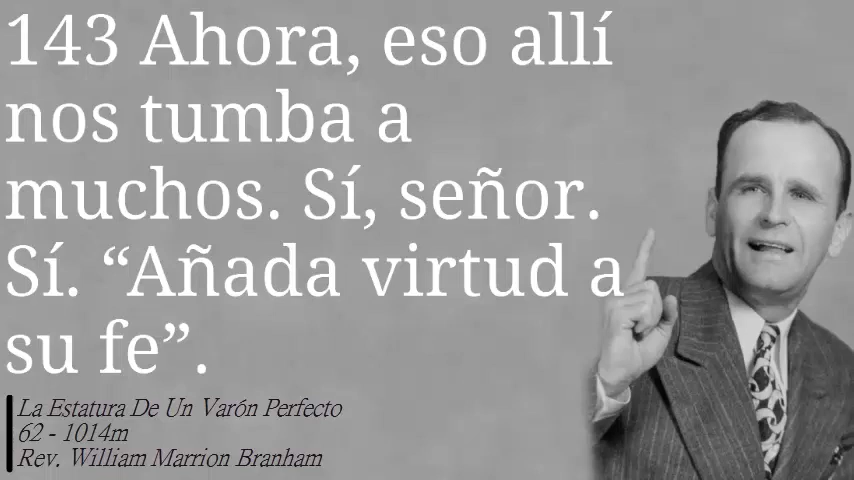 143 Ahora, eso allí
nos tumba a
muchos. Sí, señor.
Sí. “Añada virtud a
su fe”.
La Estatura De Un Varón Perfecto
62 - 1014m
Rev. William Marrion Branham